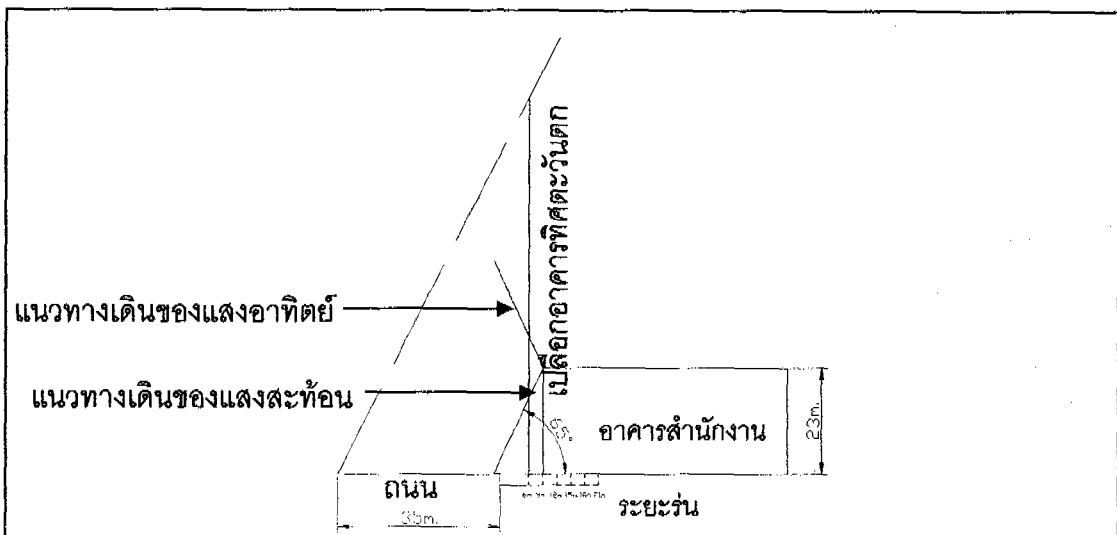 เปลือกอาคารทิศตะวันตก
แนวทางเดินของแสงอาทิตย์
แนวทางเดินของแสงสะท้อน
65°
อาคารสำนักงาน
23m.
ถนน
ระยะร่น
35m.